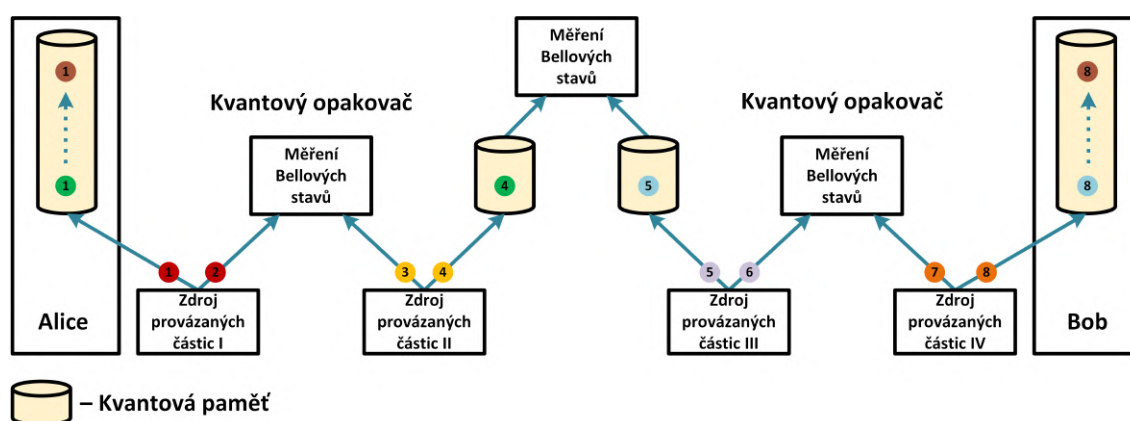 Měření
Bellových
stavů
Kvantový opakovač
Kvantový opakovač
1
8
Měření
Bellových
stavů
Měření
Bellových
stavů
1
4
5
8
1
2
3
4
5
6
7
8
Alice
Zdroj
provázaných
částic I
Zdroj
provázaných
částic II
Zdroj
provázaných
částic III
Zdroj
provázaných
částic IV
Bob
– Kvantová paměť